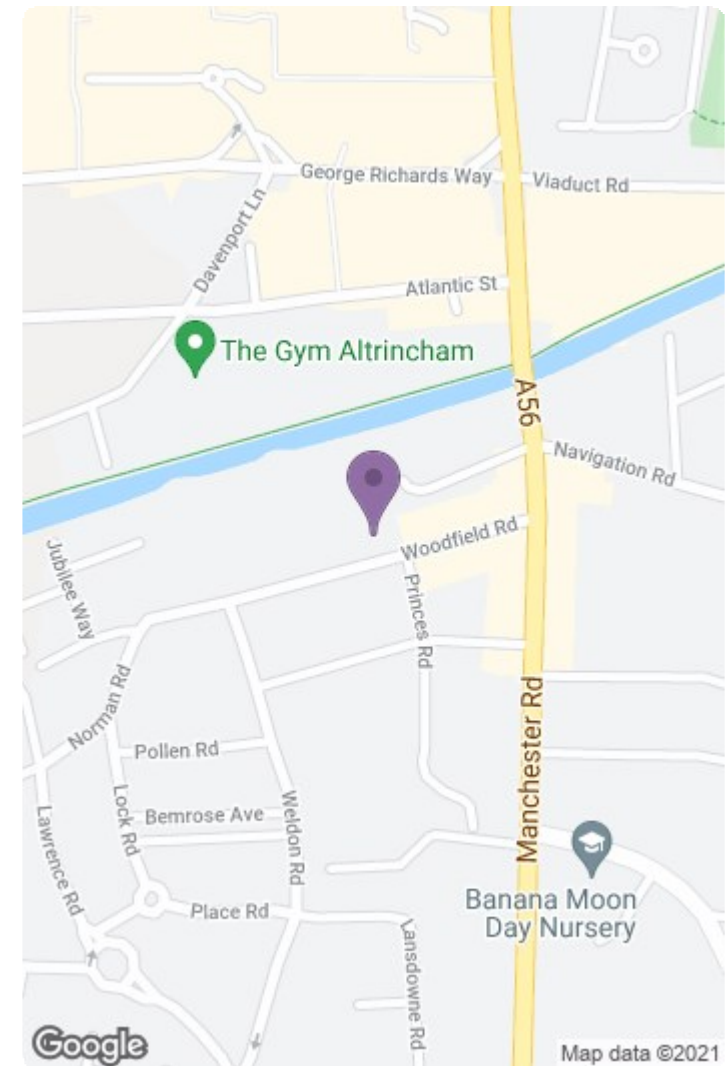 George Richards Way
Viaduct Rd
Davenport Ln
Atlantic St
The Gym Altrincham
A56
Navigation Rd
Woodfield Rd
Jubilee Way
Princes Rd
Norman Rd
Manchester Rd
Pollen Rd
Lock Rd
Bemrose Ave
Weldon Rd
Lawrence Rd
Banana Moon
Day Nursery
Place Rd
Lansdowne Rd
Google
Map data ©2021